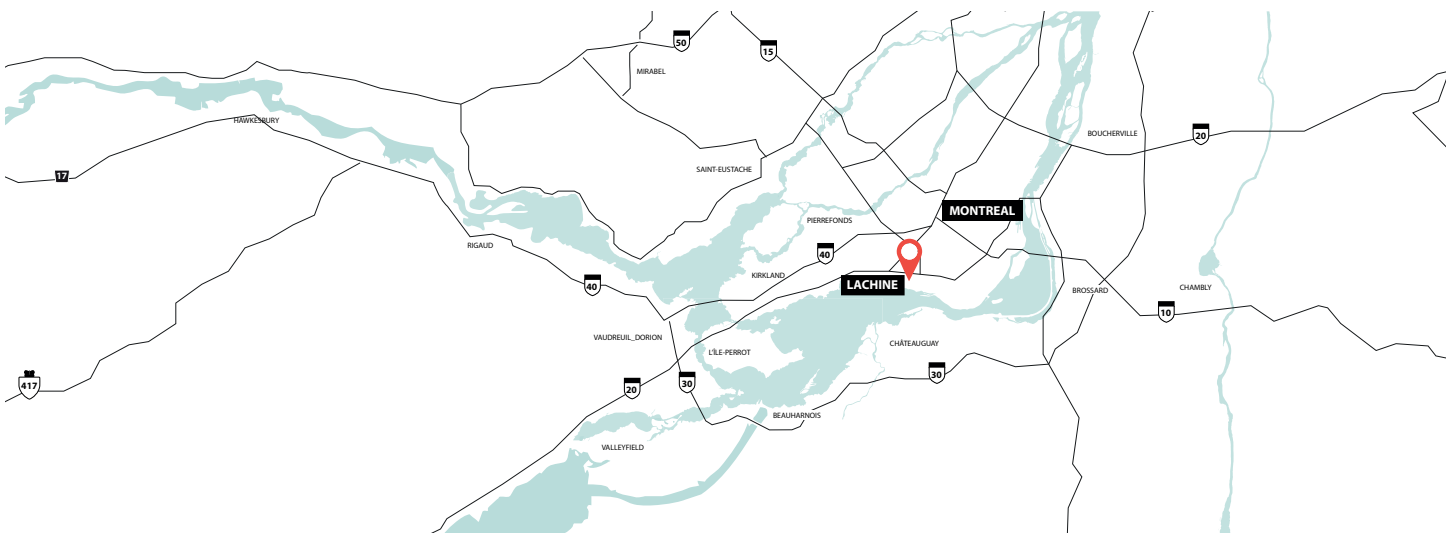 50
15
MIRABEL
HAWKESBURY
BOUCHERVILLE
20
SAINT-EUSTACHE
17
MONTREAL
PIERREFONDS
RIGAUD
40
KIRKLAND
40
LACHINE
BROSSARD
CHAMBLY
10
VAUDREUIL_DORION
L'ÎLE-PERROT
CHÂTEAUGUAY
417
20
30
30
BEAUHARNOIS
VALLEYFIELD